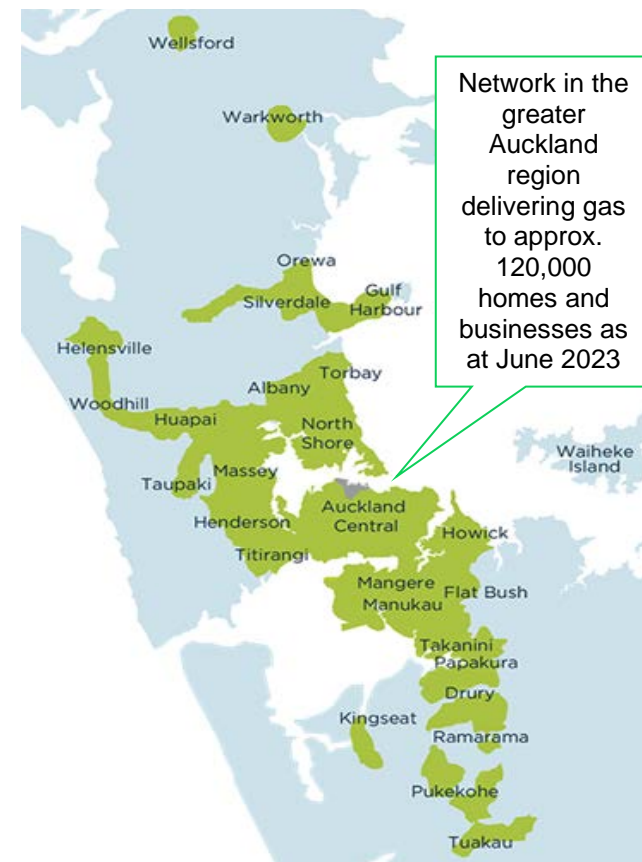 Wellsford
Warkworth
Network in the
greater
Auckland
region
delivering gas
to approx.
120,000
homes and
businesses as
at June 2023
Orewa
Silverdale
Gulf
Harbour
Helensville
Woodhill
Huapai
Albany
Torbay
North
Shore
Waiheke
Island
Taupaki
Massey
Auckland
Central
Henderson
Howick
Titirangi
Mangere
Manukau
Flat Bush
Takanini
Papakura
Drury
Kingseat
Ramarama
Pukekohe
Tuakau